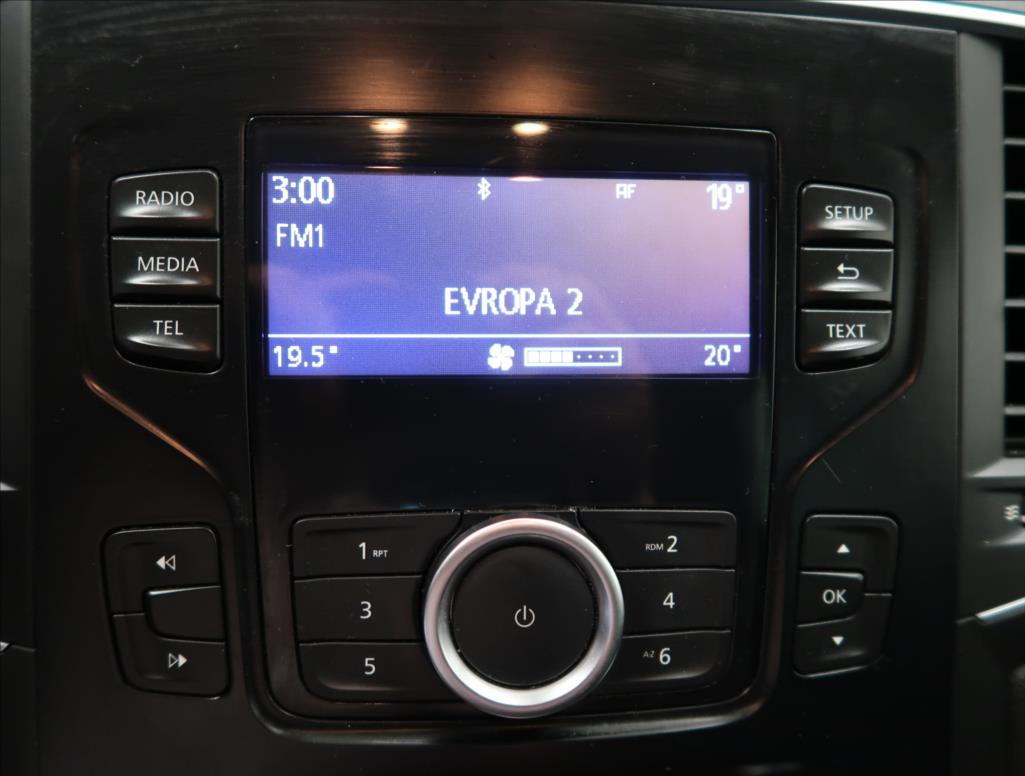 3:00 AF 19°
FM1
EVROPA 2
19.5° 20°
RADIO
MEDIA
TEL
SETUP
TEXT
1 RPT
RDM 2
3
4
5
A-Z 6
OK